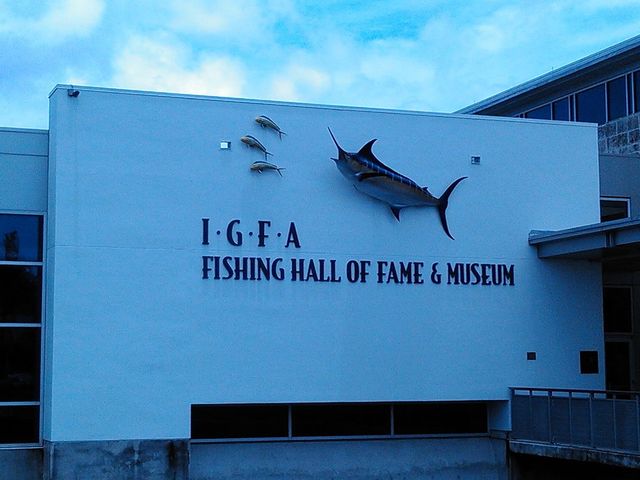 I·G·F·A
FISHING HALL OF FAME & MUSEUM